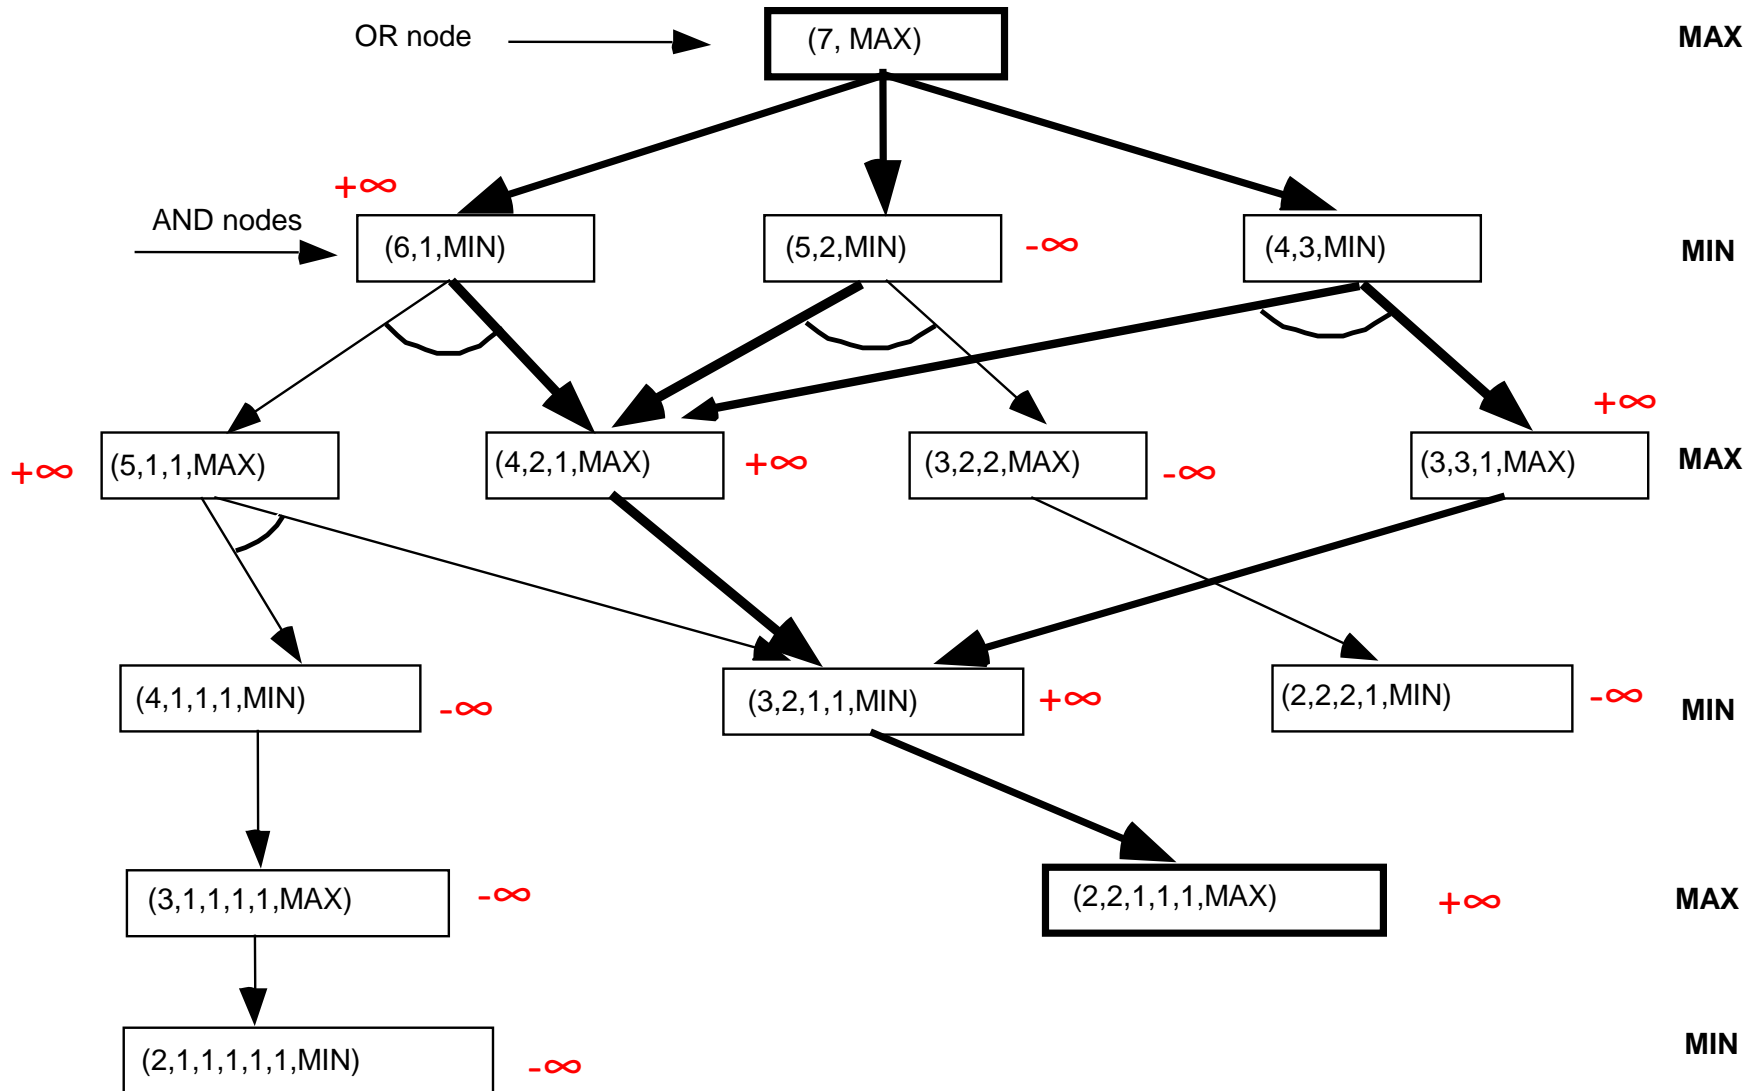 OR node
(7, MAX)
MAX
+∞
AND nodes
(6,1,MIN)
(5,2,MIN)
-∞
(4,3,MIN)
MIN
+∞
(5,1,1,MAX)
+∞
(4,2,1,MAX)
+∞
(3,2,2,MAX)
-∞
(3,3,1,MAX)
MAX
(4,1,1,1,MIN)
-∞
(3,2,1,1,MIN)
+∞
(2,2,2,1,MIN)
-∞
MIN
(3,1,1,1,1,MAX)
-∞
(2,2,1,1,1,MAX)
+∞
MAX
(2,1,1,1,1,1,MIN)
-∞
MIN